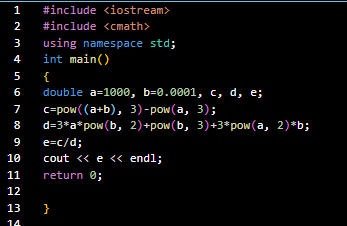 1 #include <iostream>
2 #include <cmath>
3 using namespace std;
4 int main()
5 {
6 double a=1000, b=0.0001, c, d, e;
7 c=pow((a+b), 3)-pow(a, 3);
8 d=3*a*pow(b, 2)+pow(b, 3)+3*pow(a, 2)*b;
9 e=c/d;
10 cout << e << endl;
11 return 0;
12
13 }
14